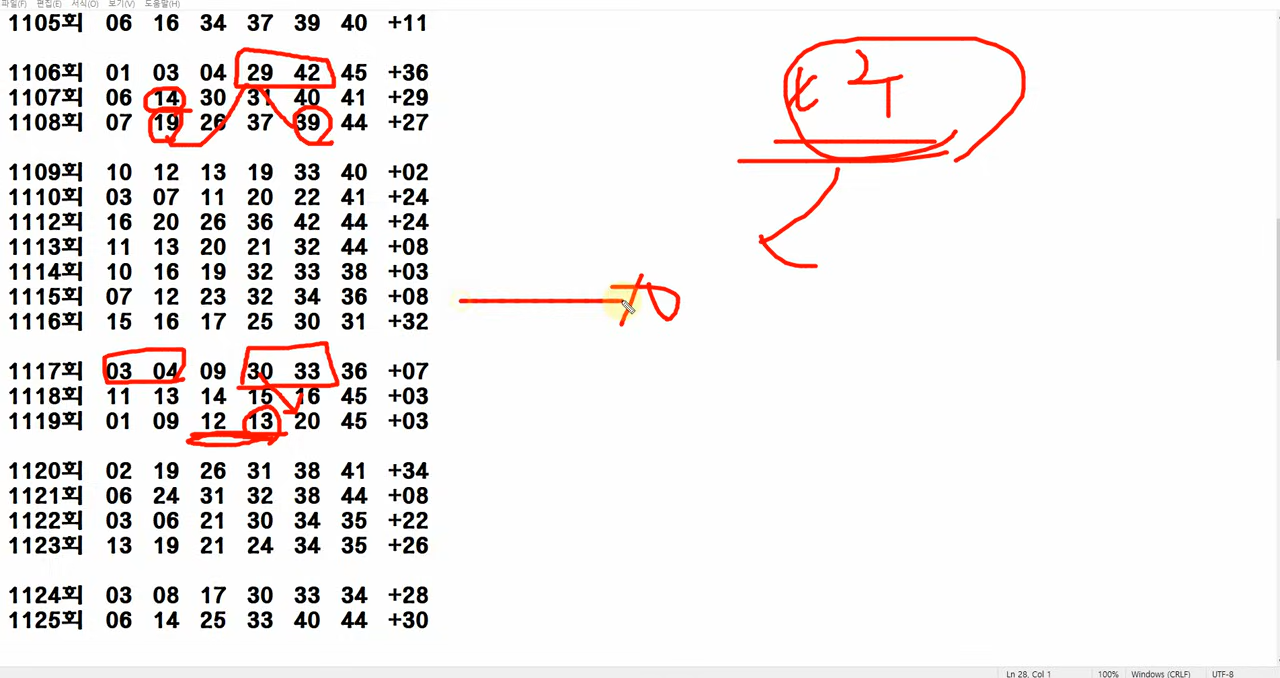 파일(F) 편집(E) 서식(O) 보기(V) 도움말(H)
1105회 06 16 34 37 39 40 +11
1106회 01 03 04 29 42 45 +36
1107회 06 14 30 31 40 41 +29
1108회 07 19 26 37 39 44 +27
1109회 10 12 13 19 33 40 +02
1110회 03 07 11 20 22 41 +24
1112회 16 20 26 36 42 44 +24
1113회 11 13 20 21 32 44 +08
1114회 10 16 19 32 33 38 +03
1115회 07 12 23 32 34 36 +08
1116회 15 16 17 25 30 31 +32
1117회 03 04 09 30 33 36 +07
1118회 11 13 14 15 16 45 +03
1119회 01 09 12 13 20 45 +03
1120회 02 19 26 31 38 41 +34
1121회 06 24 31 32 38 44 +08
1122회 03 06 21 30 34 35 +22
1123회 13 19 21 24 34 35 +26
1124회 03 08 17 30 33 34 +28
1125회 06 14 25 33 40 44 +30
Ln 28, Col 1 100% Windows (CRLF) UTF-8